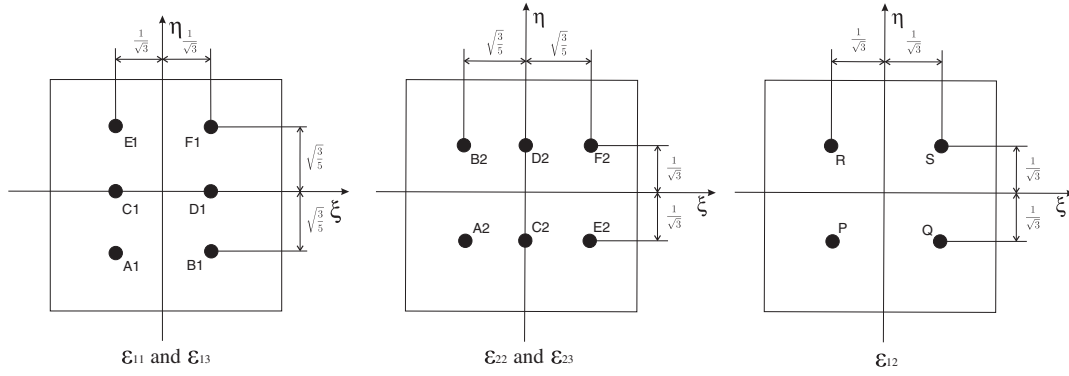 η
1/√3 1/√3
E1 F1
√3/5
C1 D1
ξ
√3/5
A1 B1
ε11 and ε13
η
√3/5 √3/5
B2 D2 F2
1/√3
ξ
1/√3
A2 C2 E2
ε22 and ε23
η
1/√3 1/√3
R S
1/√3
ξ
1/√3
P Q
ε12